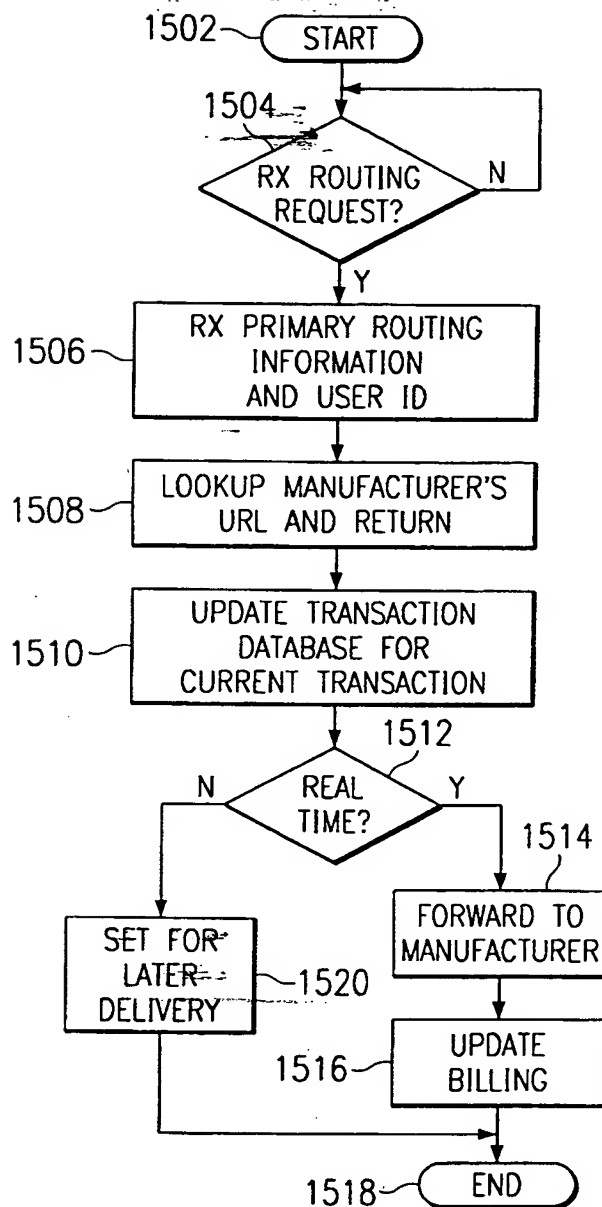 1502
START
1504
RX ROUTING
REQUEST?
N
Y
1506
RX PRIMARY ROUTING
INFORMATION
AND USER ID
1508
LOOKUP MANUFACTURER'S
URL AND RETURN
1510
UPDATE TRANSACTION
DATABASE FOR
CURRENT TRANSACTION
1512
N
REAL
TIME?
Y
1514
SET FOR
LATER
DELIVERY
1520
FORWARD TO
MANUFACTURER
1516
UPDATE
BILLING
1518
END